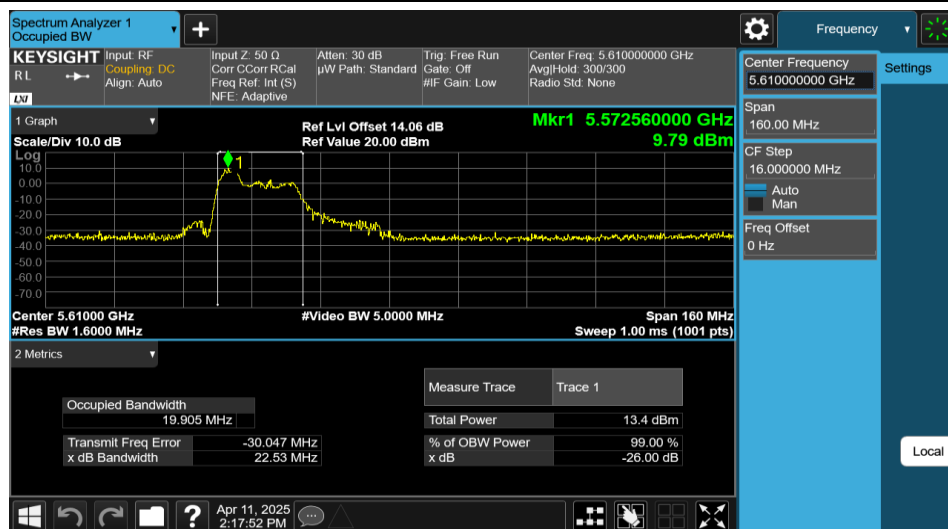 Spectrum Analyzer 1
Occupied BW
Frequency
KEYSIGHT
R L
LXI
Input: RF
Coupling: DC
Align: Auto
Input Z: 50 Ω
Corr CCorr RCal
Freq Ref: Int (S)
NFE: Adaptive
Atten: 30 dB
µW Path: Standard
Trig: Free Run
Gate: Off
#IF Gain: Low
Center Freq: 5.610000000 GHz
Avg|Hold: 300/300
Radio Std: None
Center Frequency
5.610000000 GHz
Settings
Span
160.00 MHz
CF Step
16.000000 MHz
Auto
Man
Freq Offset
0 Hz
Local
1 Graph
Scale/Div 10.0 dB
Ref Lvl Offset 14.06 dB
Ref Value 20.00 dBm
Mkr1 5.572560000 GHz
9.79 dBm
Log
10.0
0.00
-10.0
-20.0
-30.0
-40.0
-50.0
-60.0
-70.0
1
Center 5.61000 GHz
#Video BW 5.0000 MHz
Span 160 MHz
#Res BW 1.6000 MHz
Sweep 1.00 ms (1001 pts)
2 Metrics
Measure Trace Trace 1
Occupied Bandwidth
19.905 MHz
Total Power 13.4 dBm
Transmit Freq Error -30.047 MHz
% of OBW Power 99.00 %
x dB Bandwidth 22.53 MHz
x dB -26.00 dB
?
Apr 11, 2025
2:17:52 PM